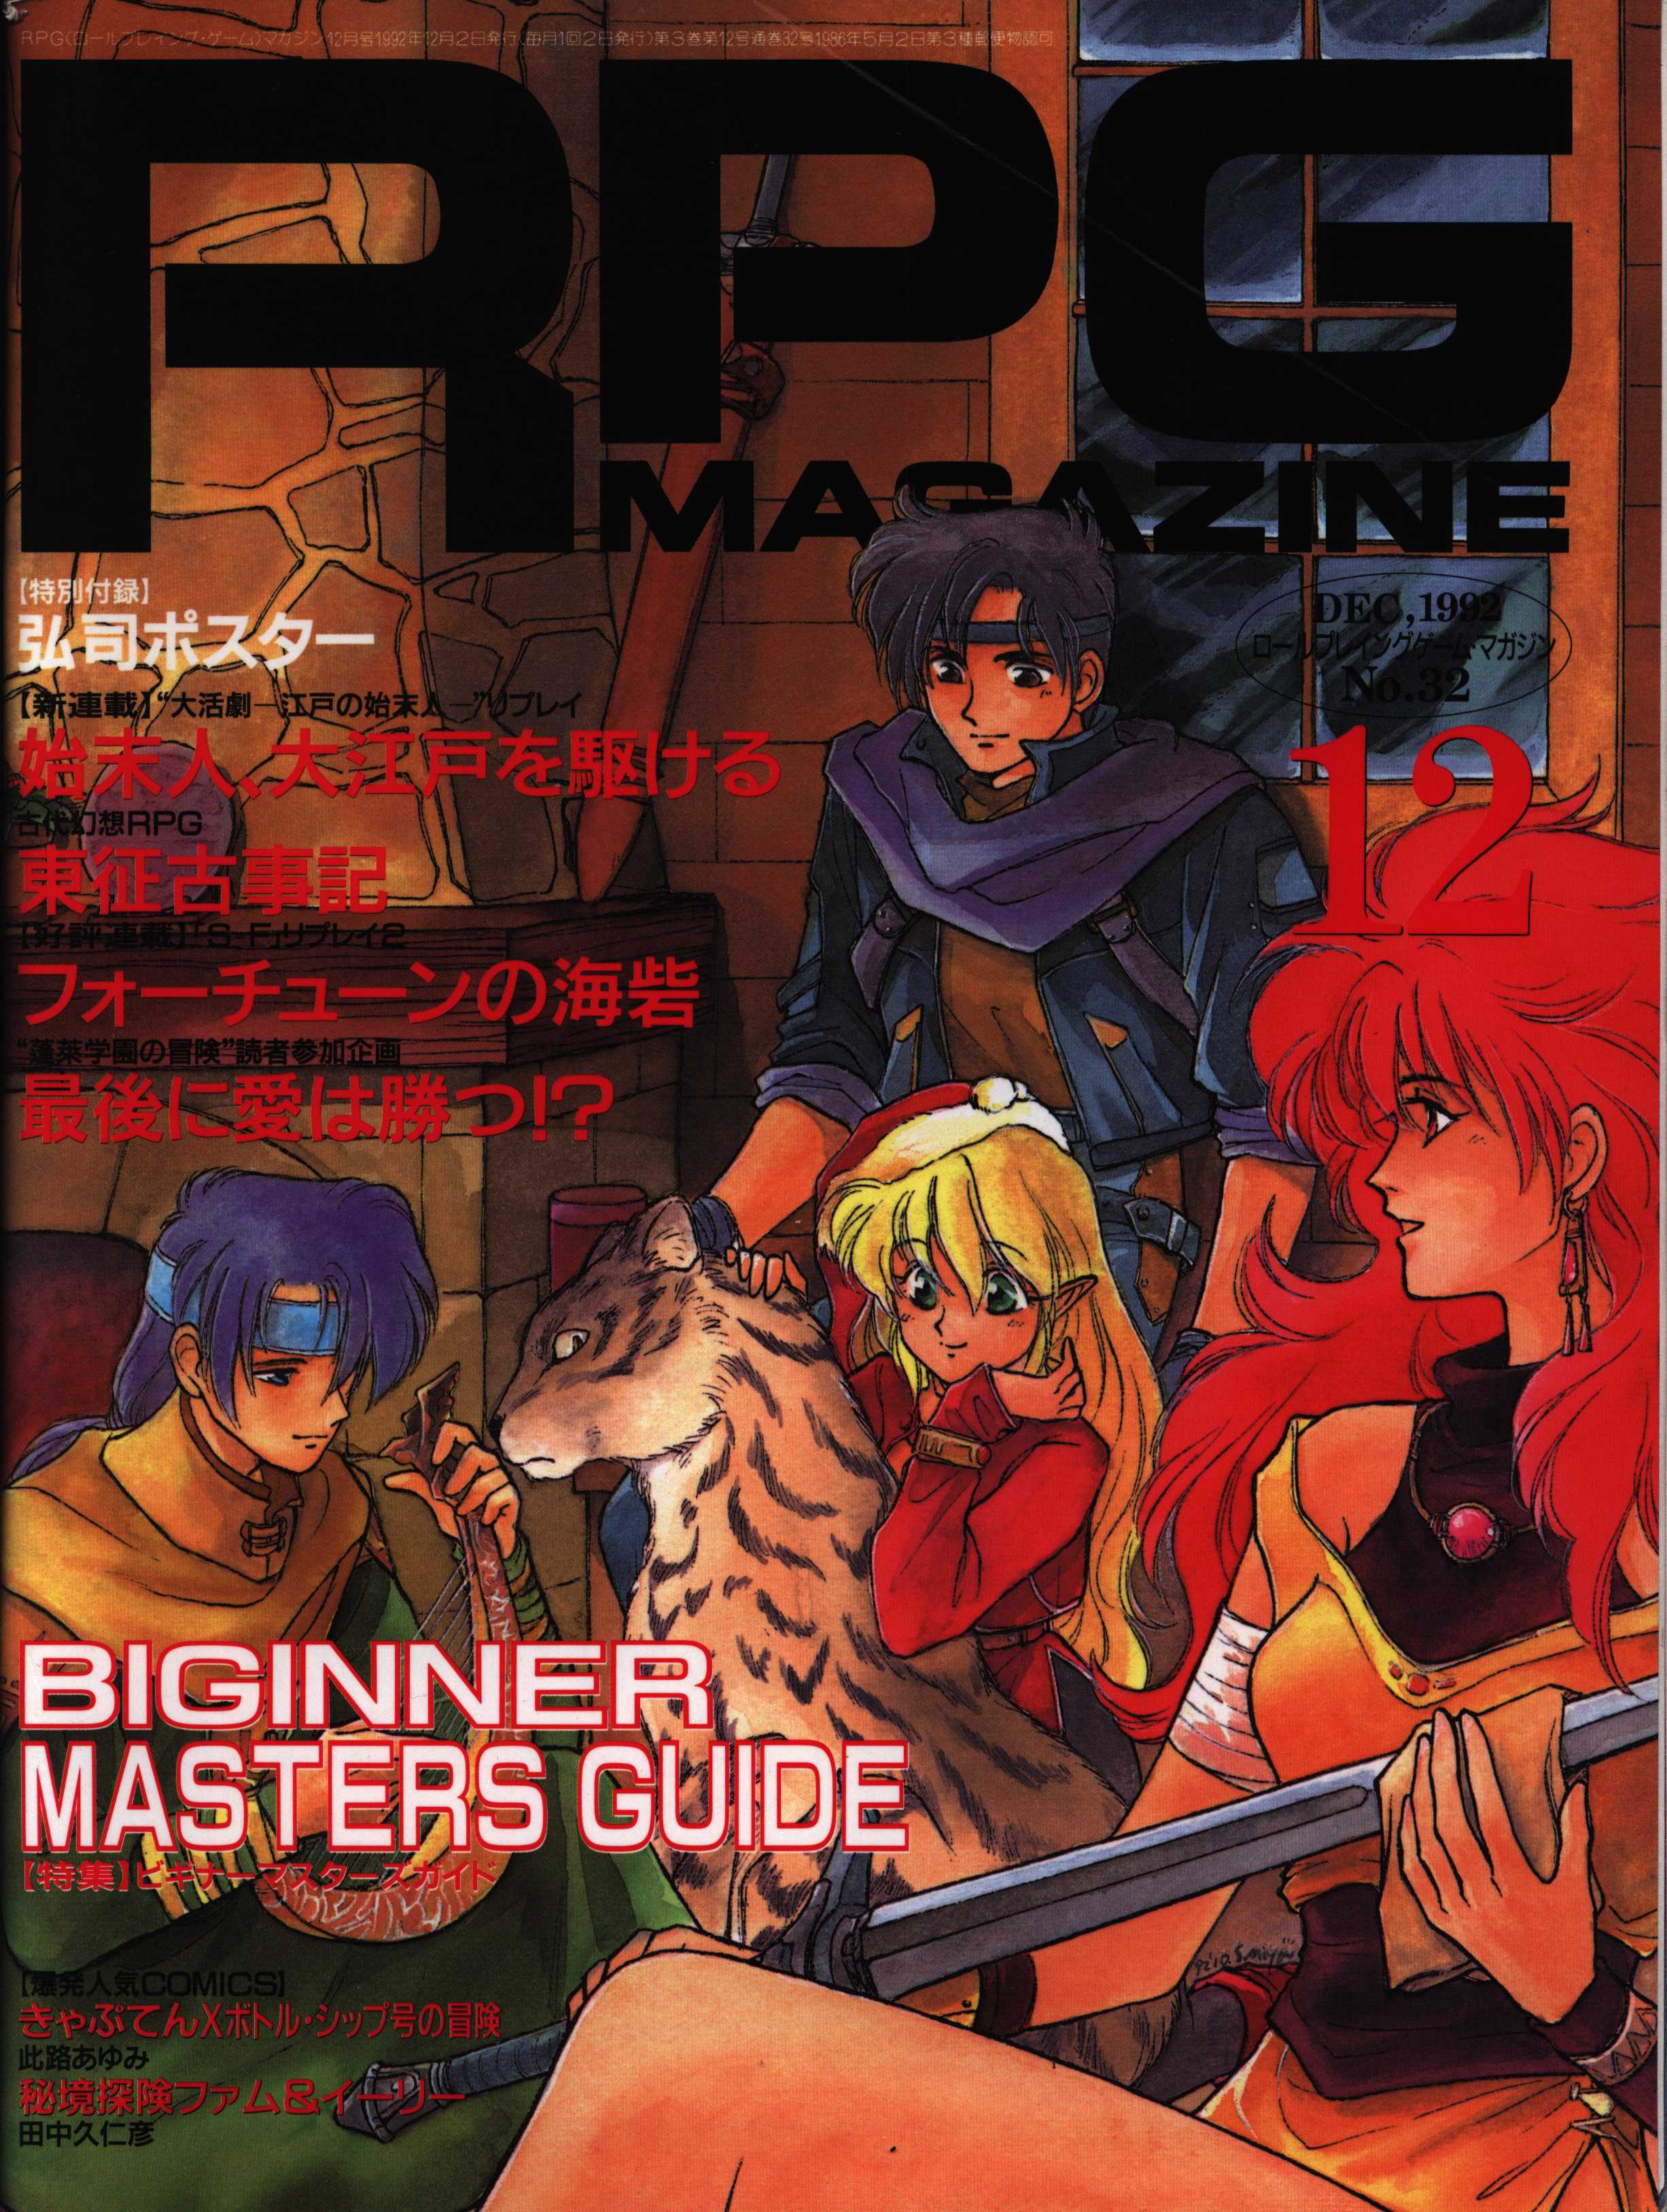 RPG(ロールプレイング・ゲーム)マガジン12月号1992年12月2日発行(毎月1回2日発行)第3巻第12号通巻32号1986年5月2日第3種郵便物認可
RPG
MAGAZINE
DEC,1992
ロールプレイングゲームマガジン
No.32
12
【特別付録】
弘司ポスター
【新連載】“大活劇—江戸の始末人—”リプレイ
始末人、大江戸を駆ける
古代幻想RPG
東征古事記
【好評連載】「S-F」リプレイ2
フォーチューンの海砦
“蓬莱学園の冒険”読者参加企画
最後に愛は勝つ!?
BIGINNER
MASTERS GUIDE
【特集】ビギナーマスターズガイド
【爆発人気COMICS】
きゃぷてんXボトル・シップ号の冒険
此路あゆみ
秘境探険ファム&イーリー
田中久仁彦